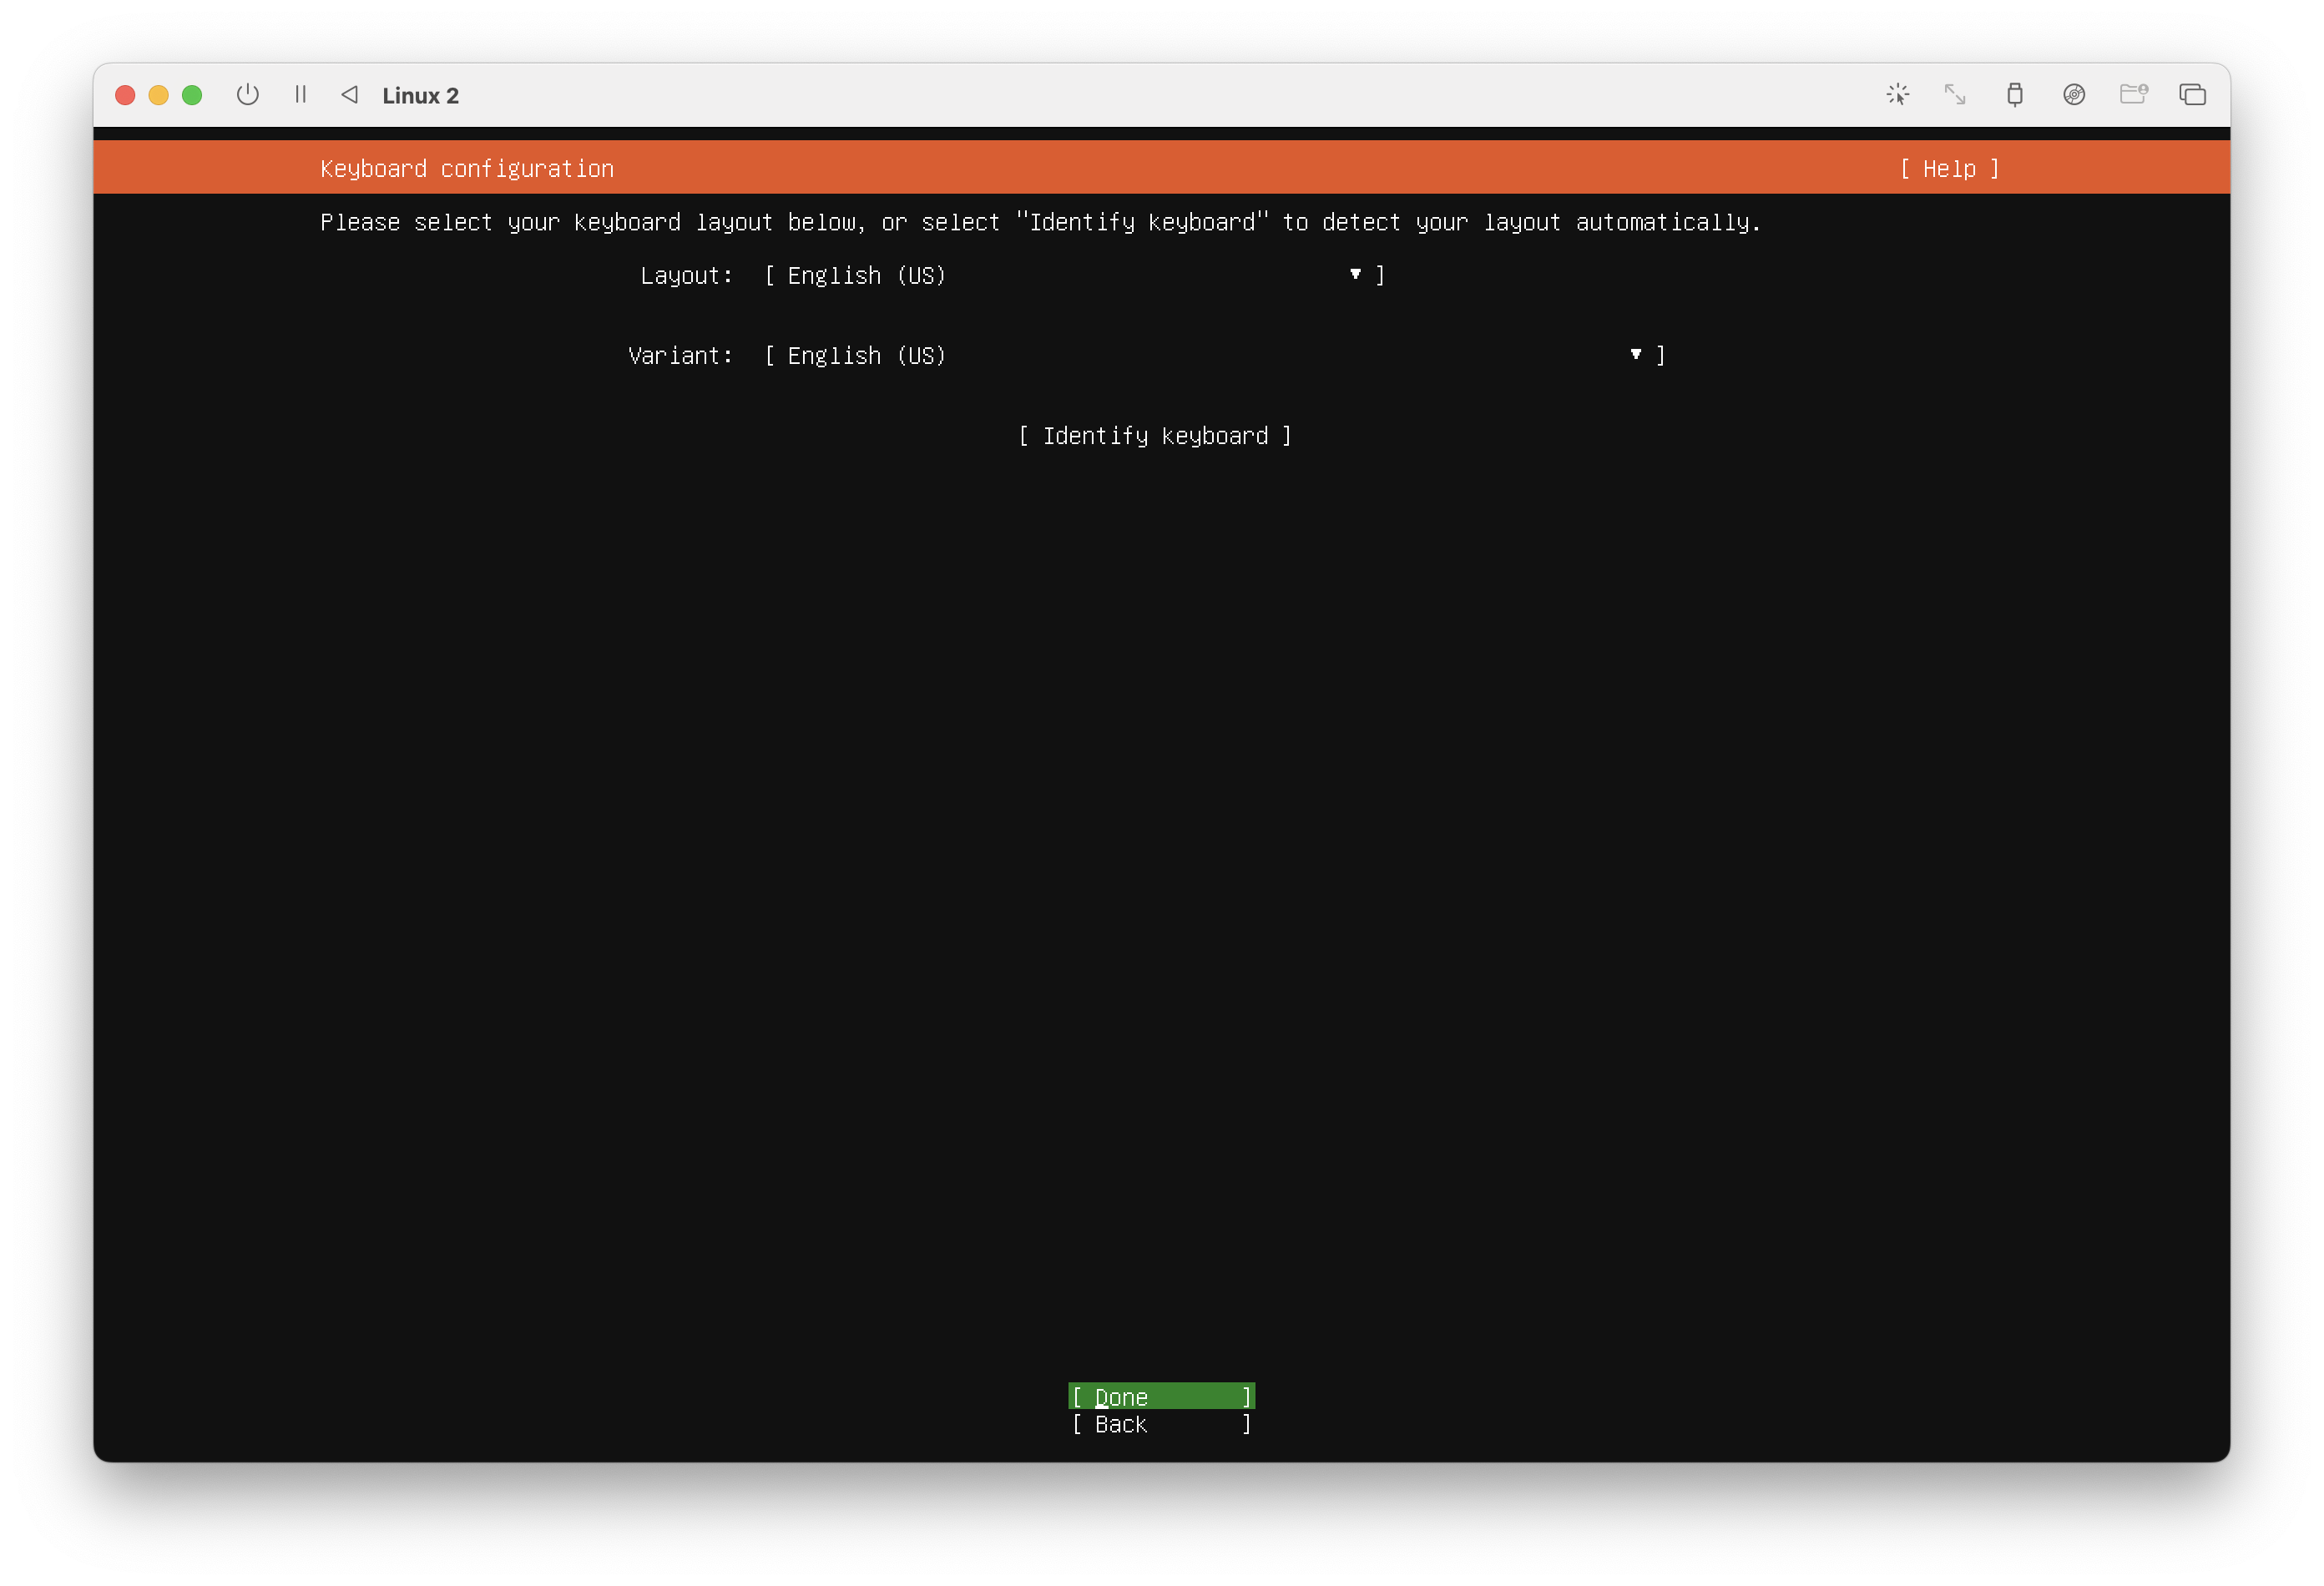 Linux 2
Keyboard configuration [ Help ]
Please select your keyboard layout below, or select "Identify keyboard" to detect your layout automatically.
Layout: [ English (US) ▾ ]
Variant: [ English (US) ▾ ]
[ Identify keyboard ]
[ Done ]
[ Back ]